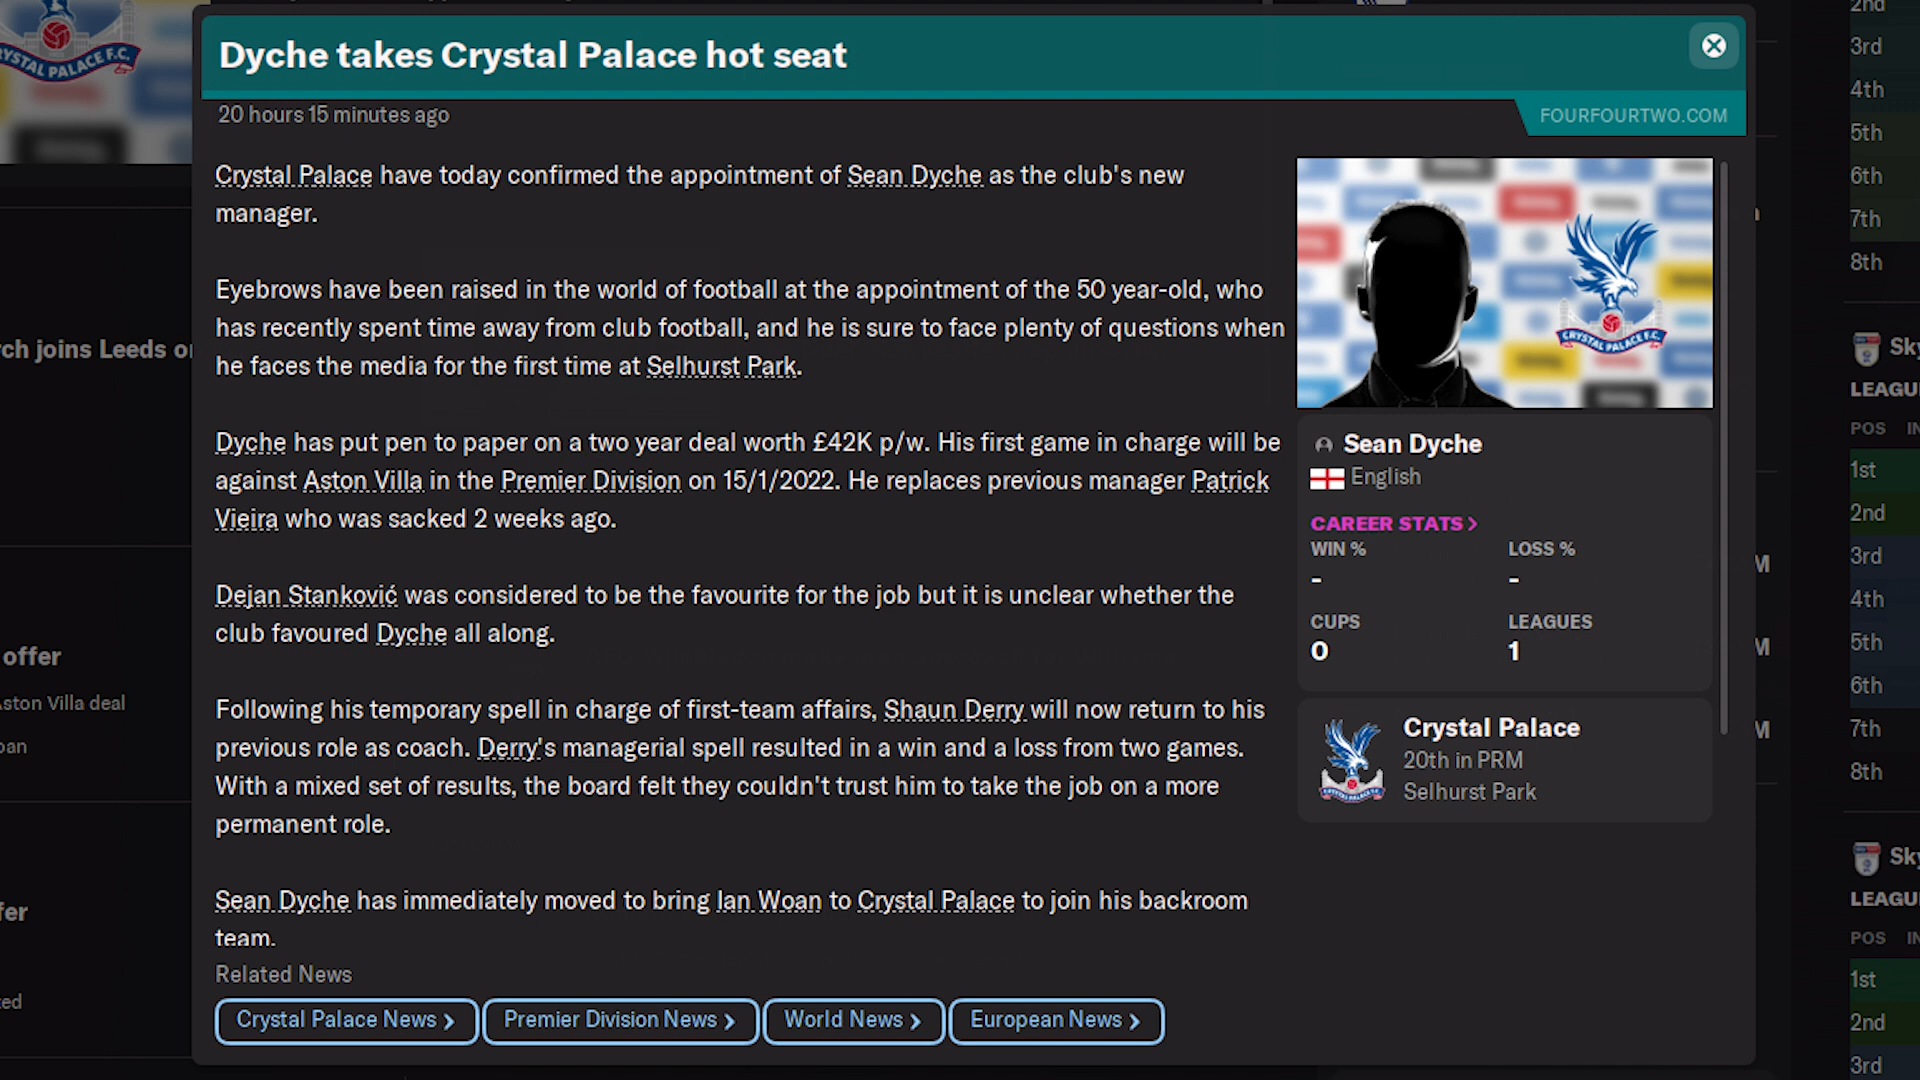 Dyche takes Crystal Palace hot seat
20 hours 15 minutes ago
FOURFOURTWO.COM
Crystal Palace have today confirmed the appointment of Sean Dyche as the club's new
manager.
Eyebrows have been raised in the world of football at the appointment of the 50 year-old, who
has recently spent time away from club football, and he is sure to face plenty of questions when
he faces the media for the first time at Selhurst Park.
Dyche has put pen to paper on a two year deal worth £42K p/w. His first game in charge will be
against Aston Villa in the Premier Division on 15/1/2022. He replaces previous manager Patrick
Vieira who was sacked 2 weeks ago.
Dejan Stanković was considered to be the favourite for the job but it is unclear whether the
club favoured Dyche all along.
Following his temporary spell in charge of first-team affairs, Shaun Derry will now return to his
previous role as coach. Derry's managerial spell resulted in a win and a loss from two games.
With a mixed set of results, the board felt they couldn't trust him to take the job on a more
permanent role.
Sean Dyche has immediately moved to bring Ian Woan to Crystal Palace to join his backroom
team.
Related News
Crystal Palace News
Premier Division News
World News
European News
CRYSTAL PALACE F.C.
Sean Dyche
English
CAREER STATS
WIN %
LOSS %
-
-
CUPS
LEAGUES
0
1
Crystal Palace
20th in PRM
Selhurst Park
joins Leeds
offer
Villa deal
2nd
3rd
4th
5th
6th
7th
8th
POS
1st
2nd
3rd
4th
5th
6th
7th
8th
POS
1st
2nd
3rd